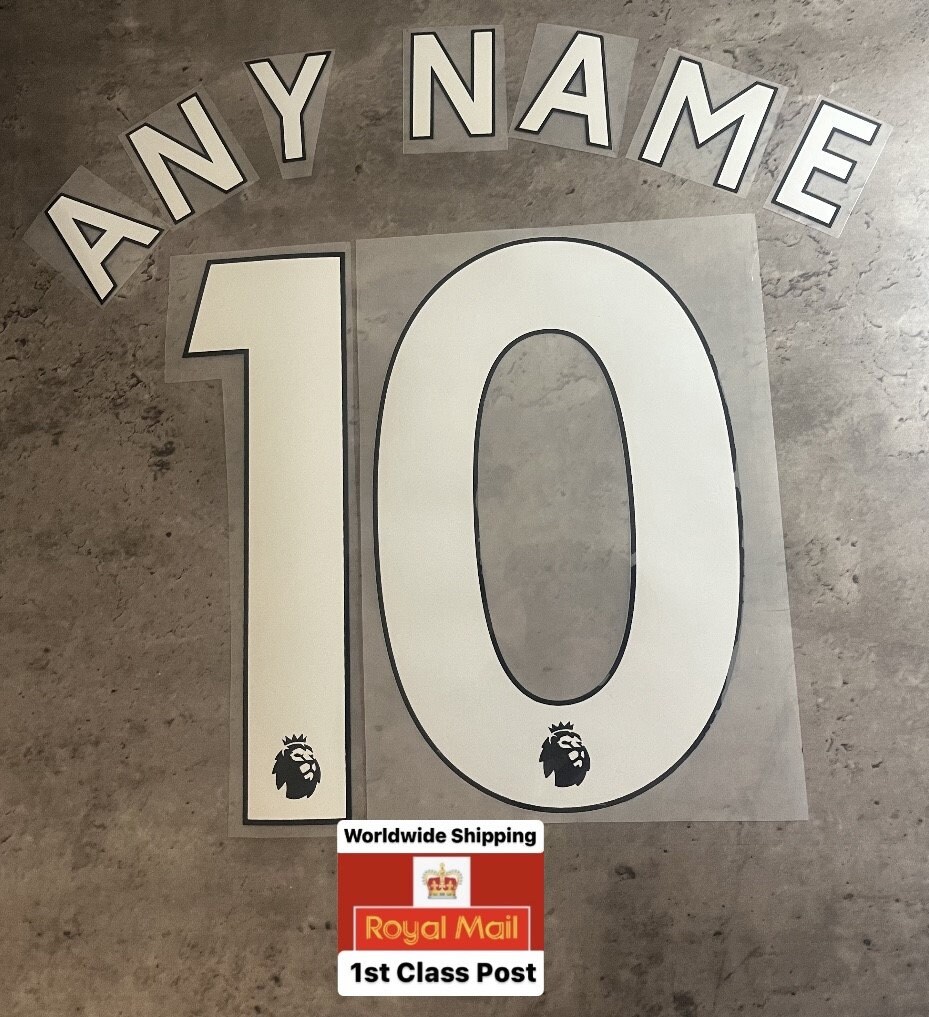 ANY NAME
10
Worldwide Shipping
Royal Mail
1st Class Post